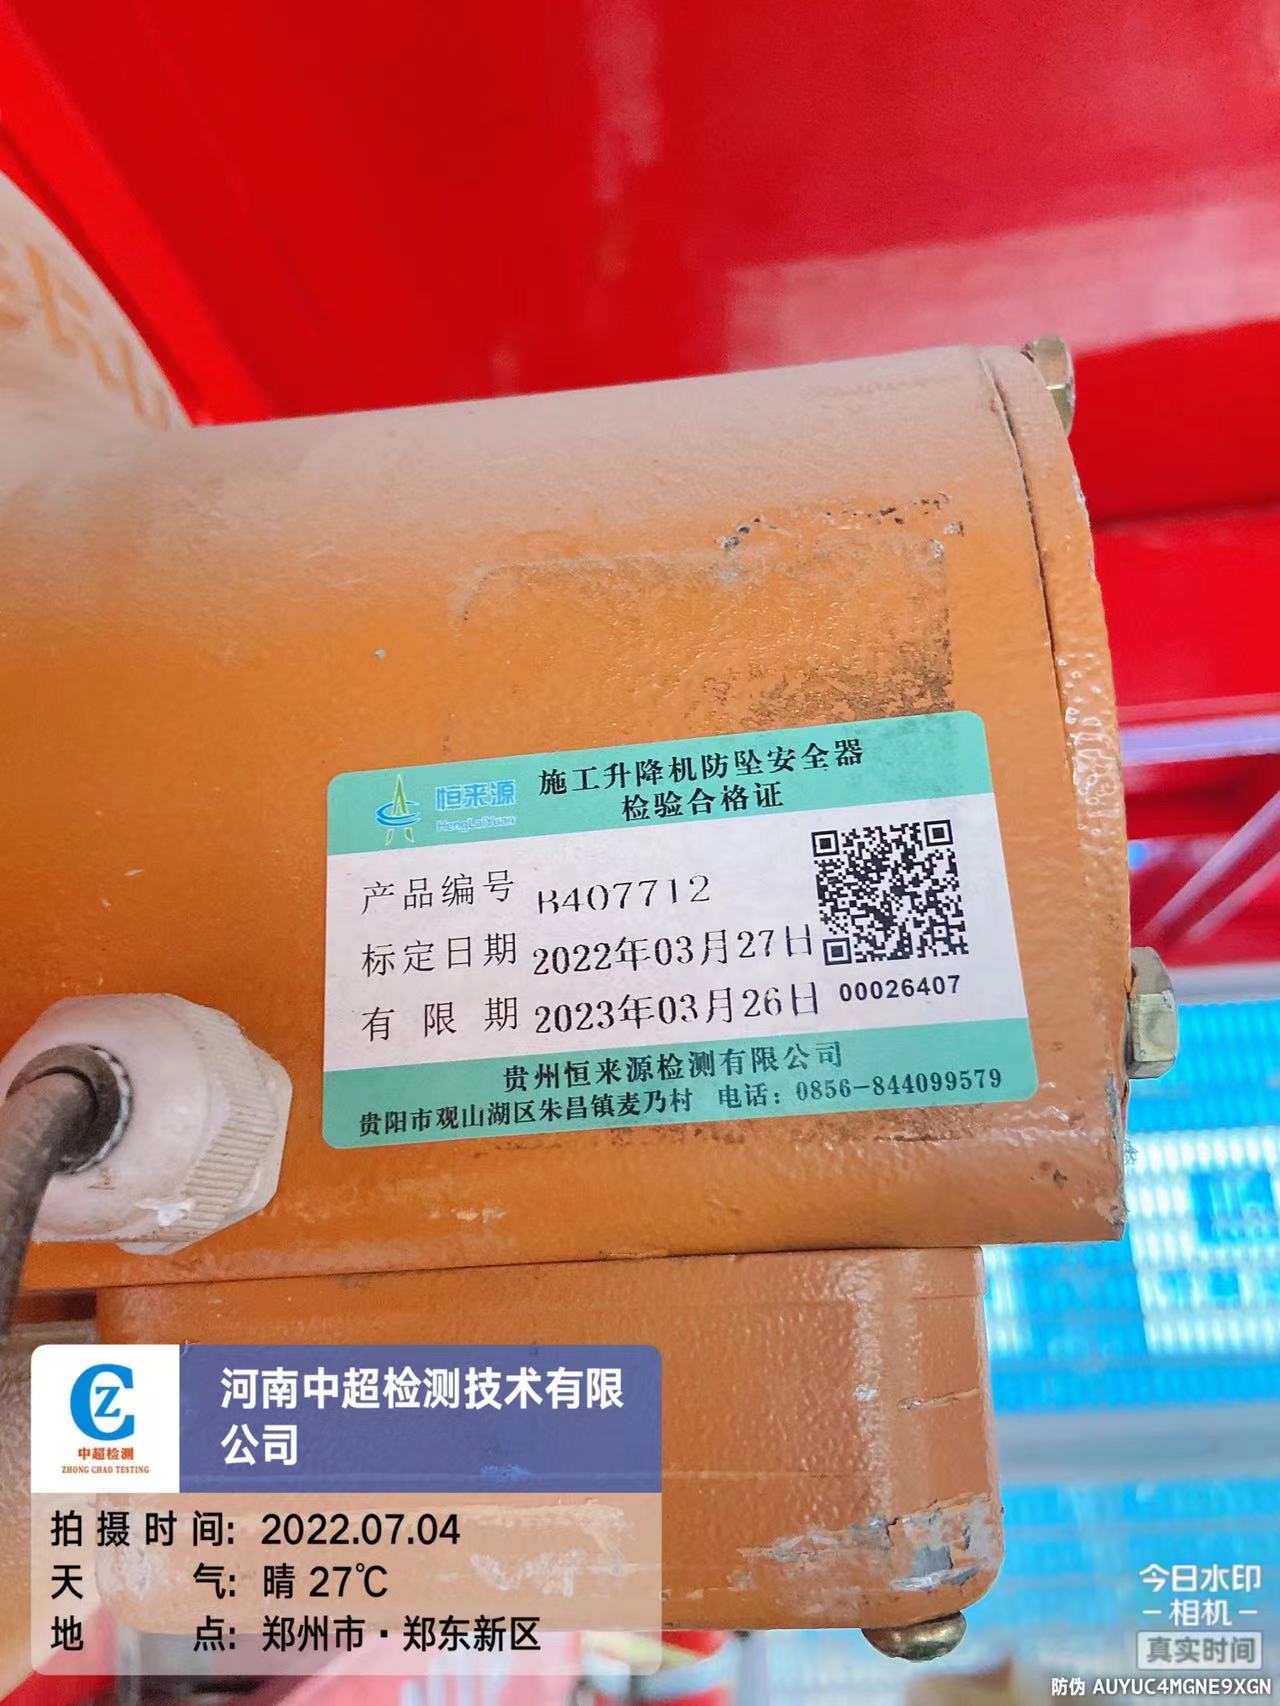 恒来源
HengLaiYuan
施工升降机防坠安全器
检验合格证
产品编号 B407712
标定日期 2022年03月27日
有限期 2023年03月26日
00026407
贵州恒来源检测有限公司
贵阳市观山湖区朱昌镇麦乃村 电话：0856-844099579
中超检测
ZHONG CHAO TESTING
河南中超检测技术有限
公司
拍摄时间：2022.07.04
天气：晴 27℃
地点：郑州市·郑东新区
今日水印
相机
真实时间
防伪 AUYUC4MGNE9XGN